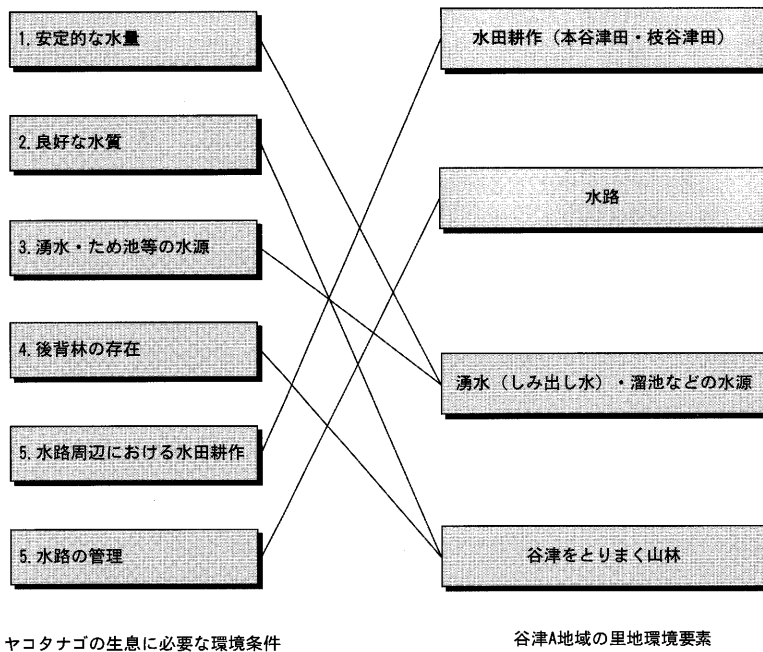 1. 安定的な水量
2. 良好な水質
3. 湧水・ため池等の水源
4. 後背林の存在
5. 水路周辺における水田耕作
5. 水路の管理
ヤコタナゴの生息に必要な環境条件
水田耕作（本谷津田・枝谷津田）
水路
湧水（しみ出し水）・溜池などの水源
谷津をとりまく山林
谷津A地域の里地環境要素